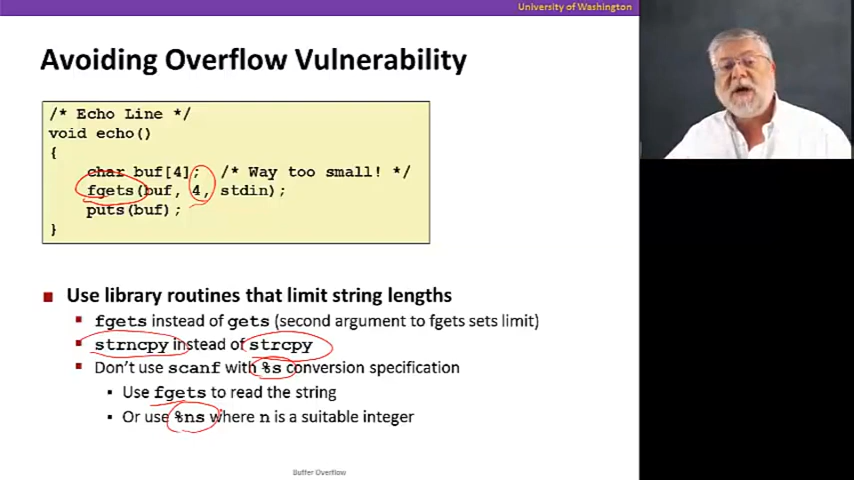 University of Washington
Avoiding Overflow Vulnerability
/* Echo Line */
void echo()
{
char buf[4]; /* Way too small! */
fgets(buf, 4, stdin);
puts(buf);
}
Use library routines that limit string lengths
fgets instead of gets (second argument to fgets sets limit)
strncpy instead of strcpy
Don't use scanf with %s conversion specification
Use fgets to read the string
Or use %ns where n is a suitable integer
Buffer Overflow